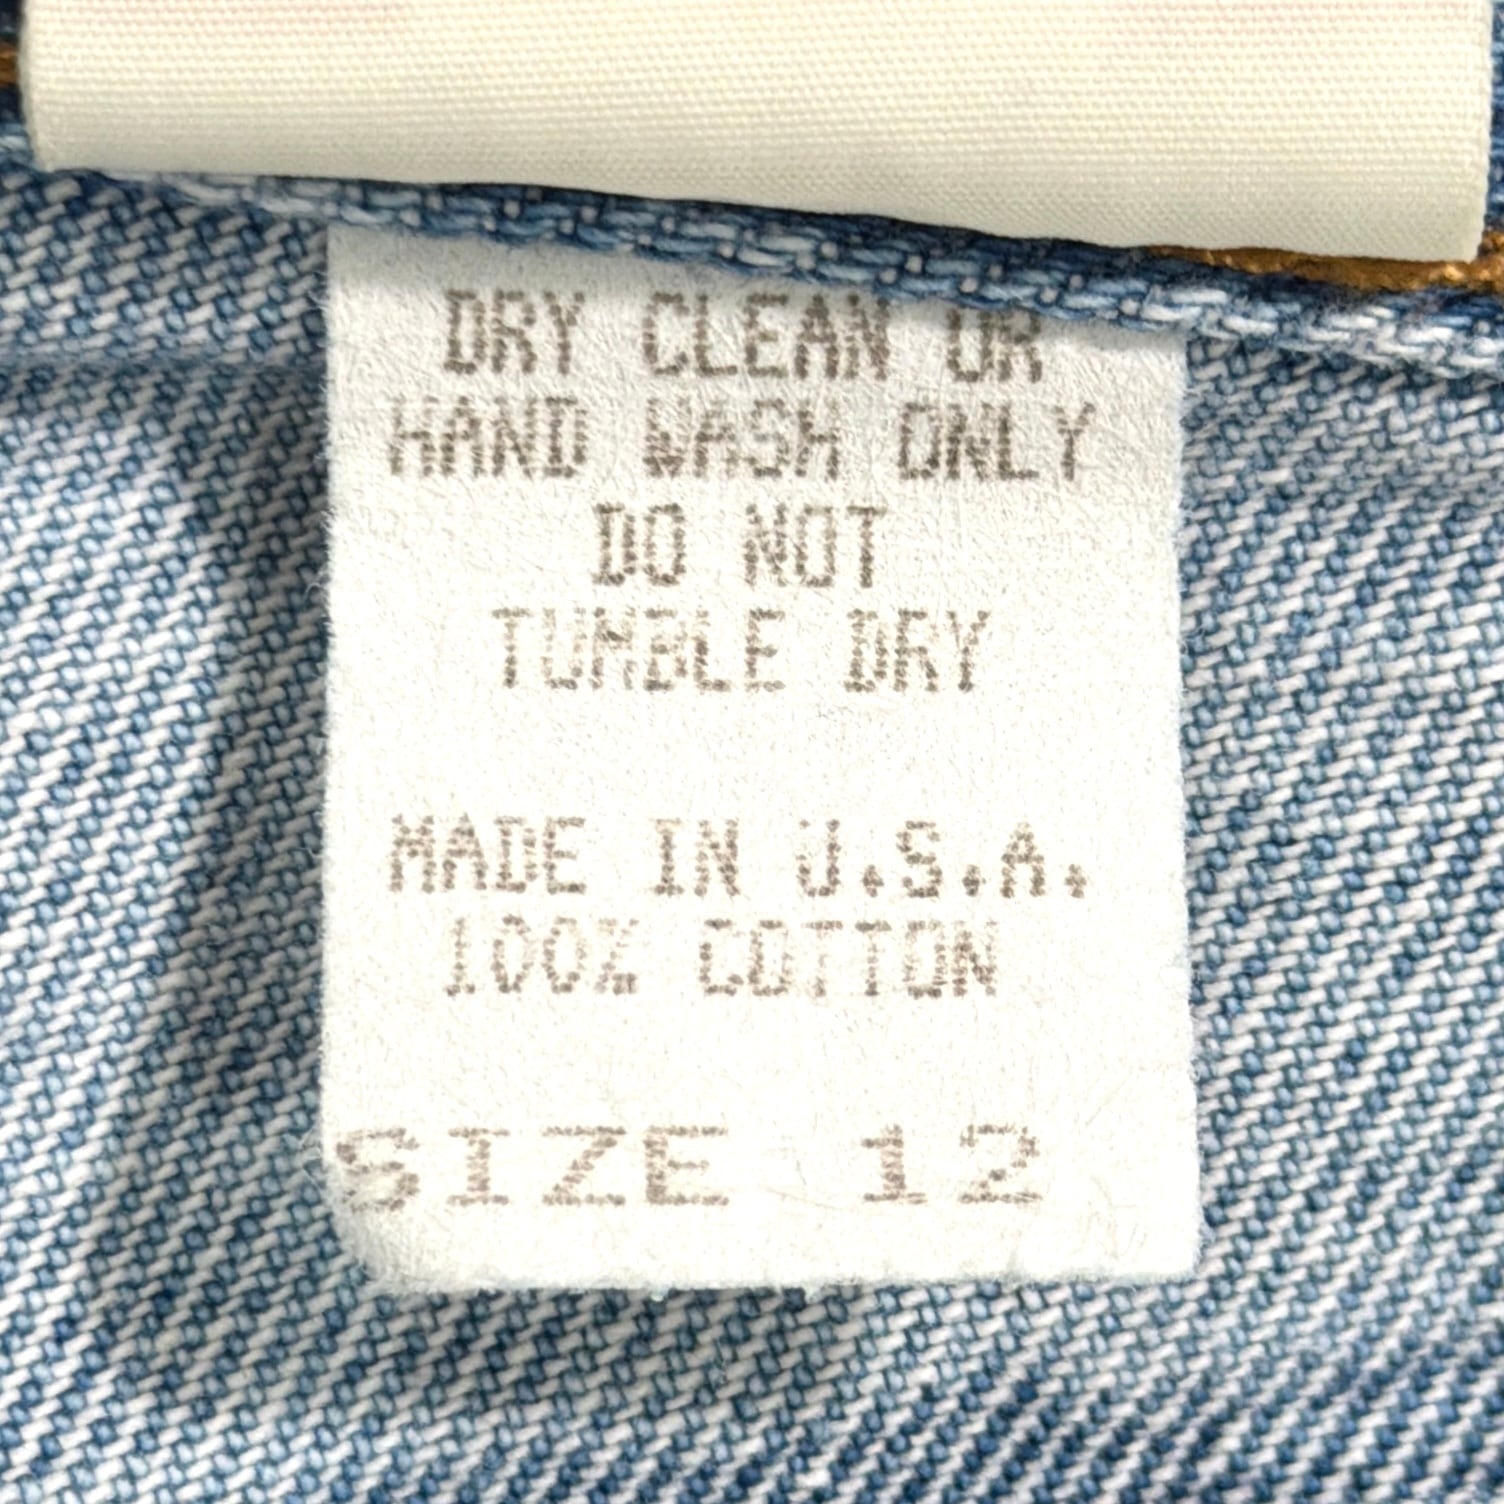 DRY CLEAN OR
HAND WASH ONLY
DO NOT
TUMBLE DRY
MADE IN U.S.A.
100% COTTON
SIZE 12